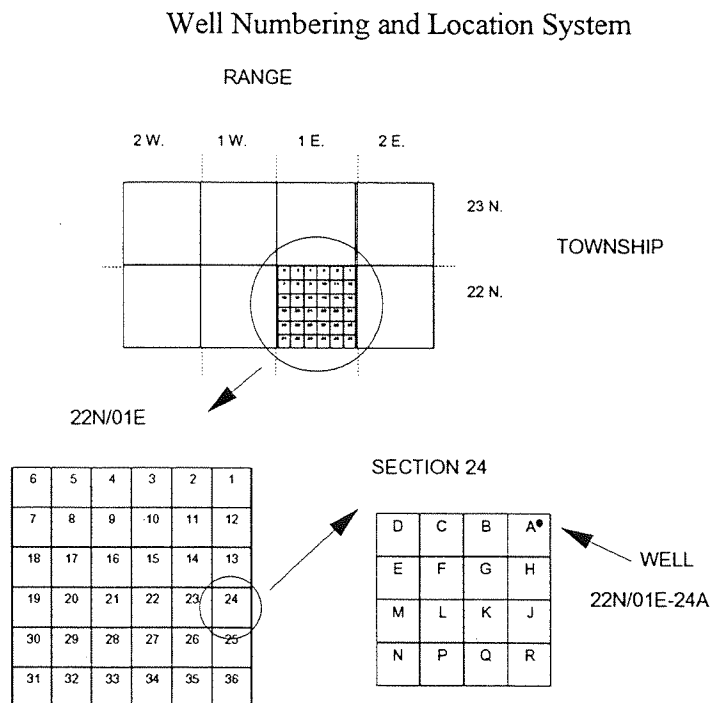 Well Numbering and Location System
RANGE
2 W. 1 W. 1 E. 2 E.
23 N.
TOWNSHIP
22 N.
22N/01E
6 5 4 3 2 1
7 8 9 10 11 12
18 17 16 15 14 13
19 20 21 22 23 24
30 29 28 27 26 25
31 32 33 34 35 36
SECTION 24
D C B A
E F G H
M L K J
N P Q R
WELL
22N/01E-24A